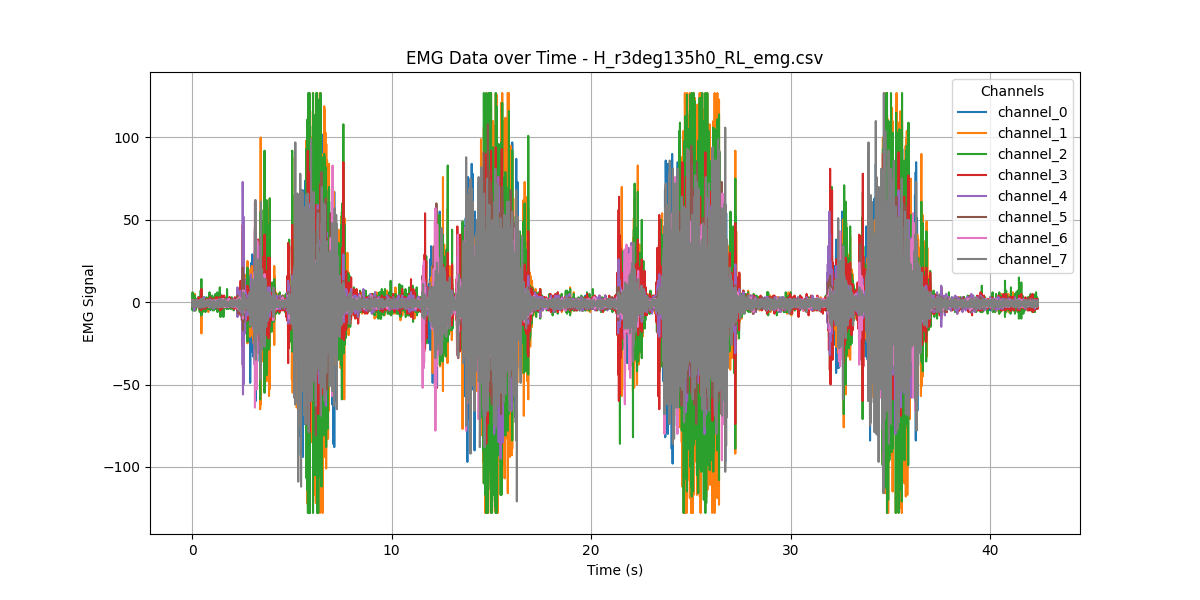 EMG Data over Time - H_r3deg135h0_RL_emg.csv
Channels
channel_0
channel_1
channel_2
channel_3
channel_4
channel_5
channel_6
channel_7
EMG Signal
100
50
0
−50
−100
0 10 20 30 40
Time (s)